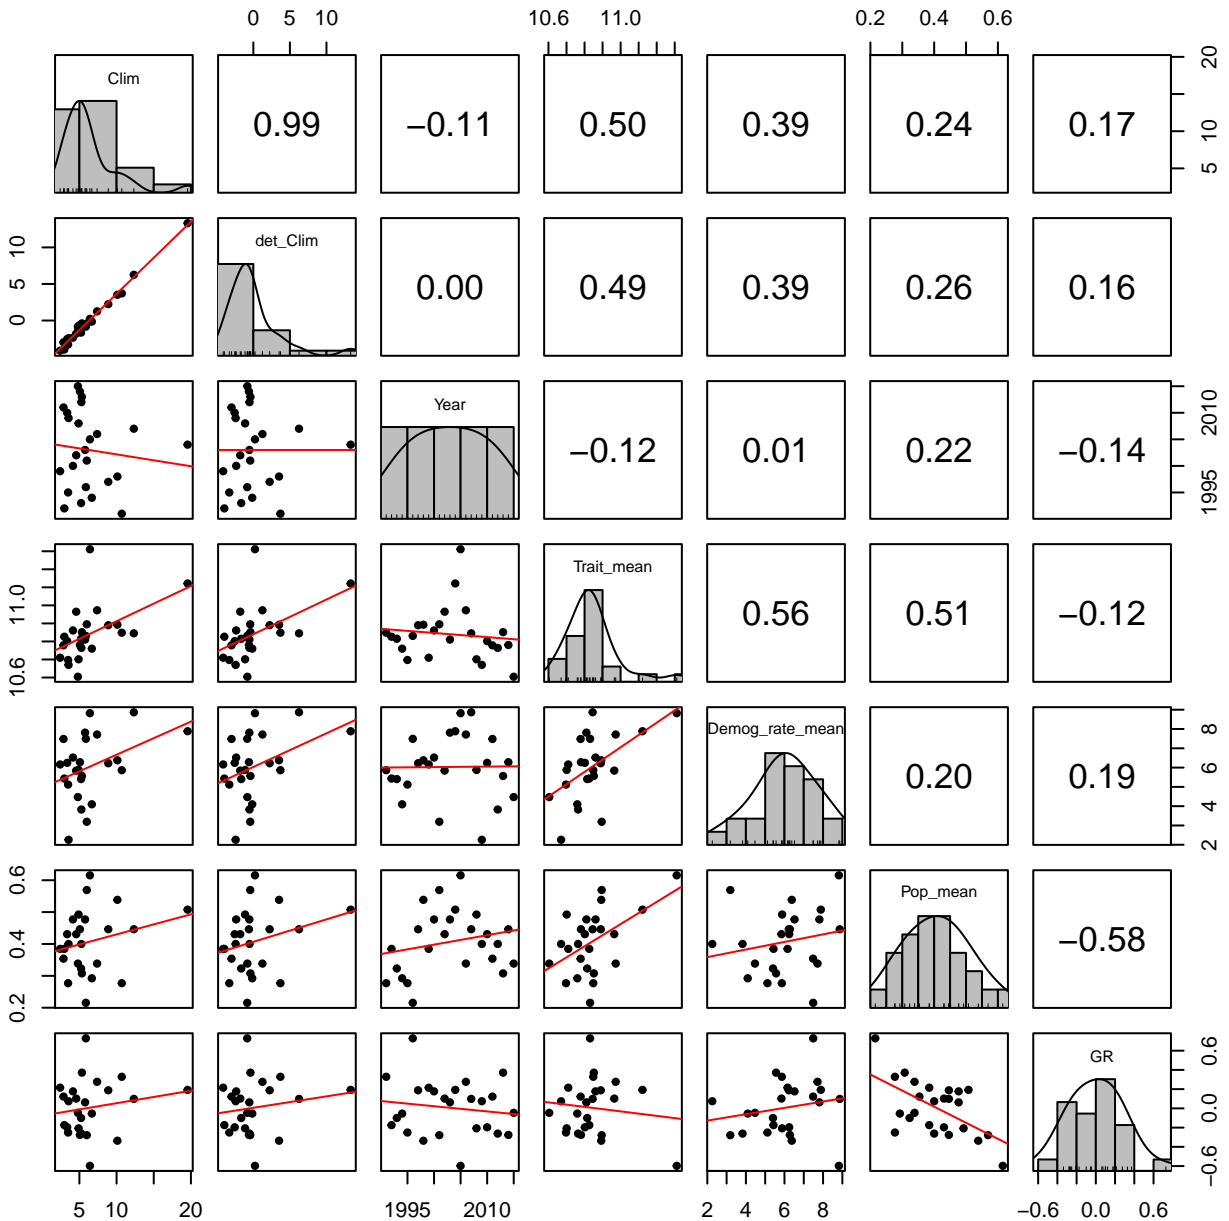 0 5 10 10.6 11.0 0.2 0.4 0.6
Clim 0.99 −0.11 0.50 0.39 0.24 0.17 5 10 20
0 5 10 det_Clim 0.00 0.49 0.39 0.26 0.16
Year −0.12 0.01 0.22 −0.14 1995 2010
10.6 11.0 Trait_mean 0.56 0.51 −0.12
Demog_rate_mean 0.20 0.19 2 4 6 8
0.2 0.4 0.6 Pop_mean −0.58
GR −0.6 0.0 0.6
5 10 20 1995 2010 2 4 6 8 −0.6 0.0 0.6